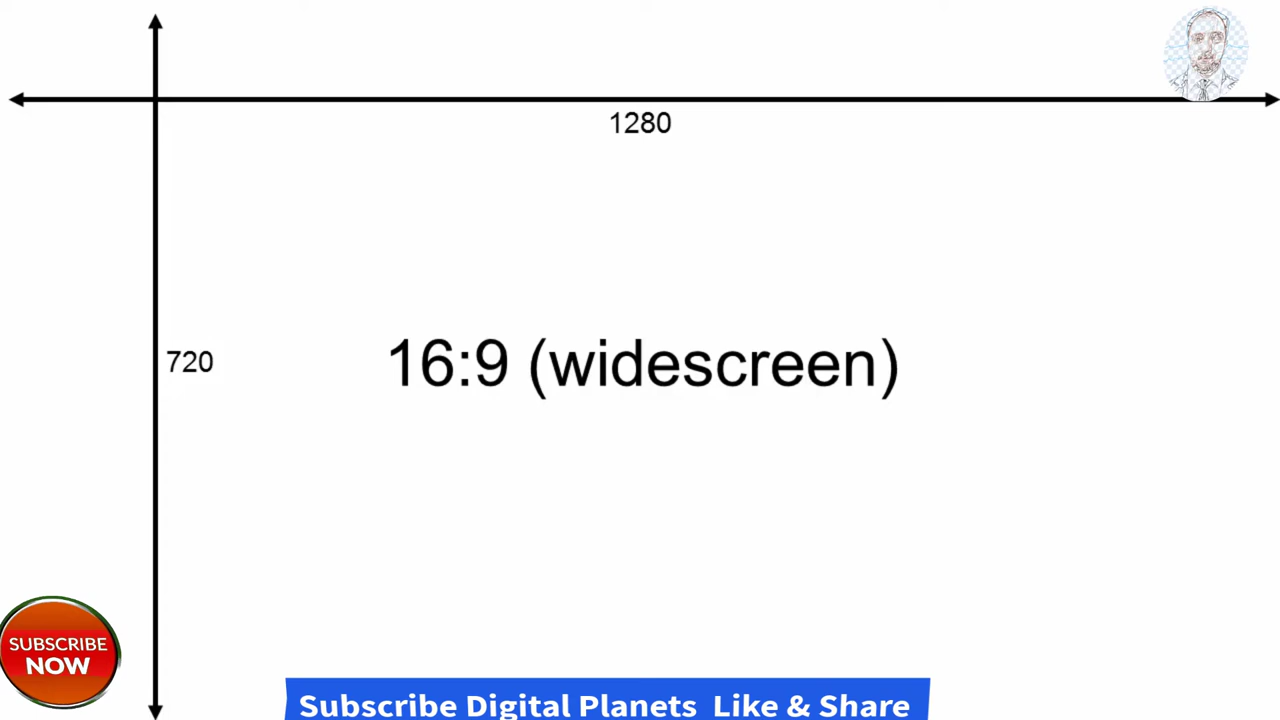 1280
720
16:9 (widescreen)
SUBSCRIBE
NOW
Subscribe Digital Planets Like & Share